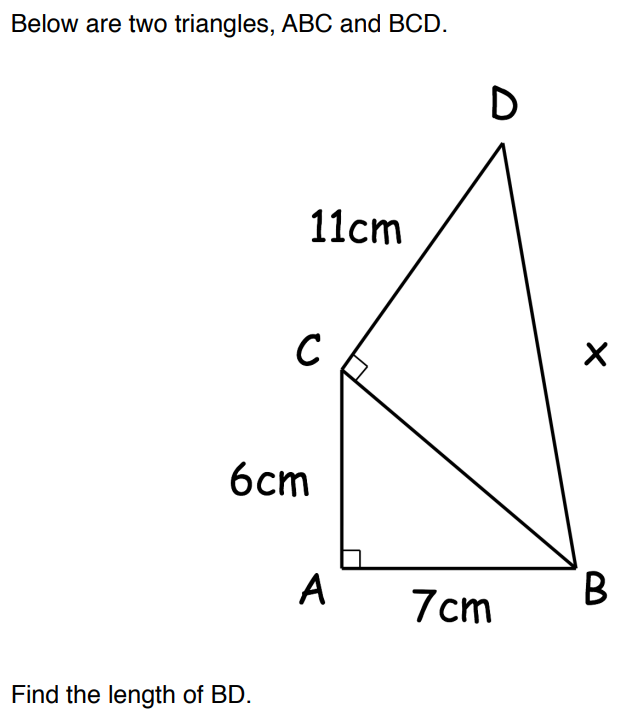 Below are two triangles, ABC and BCD.
D
11cm
C
x
6cm
A
7cm
B
Find the length of BD.